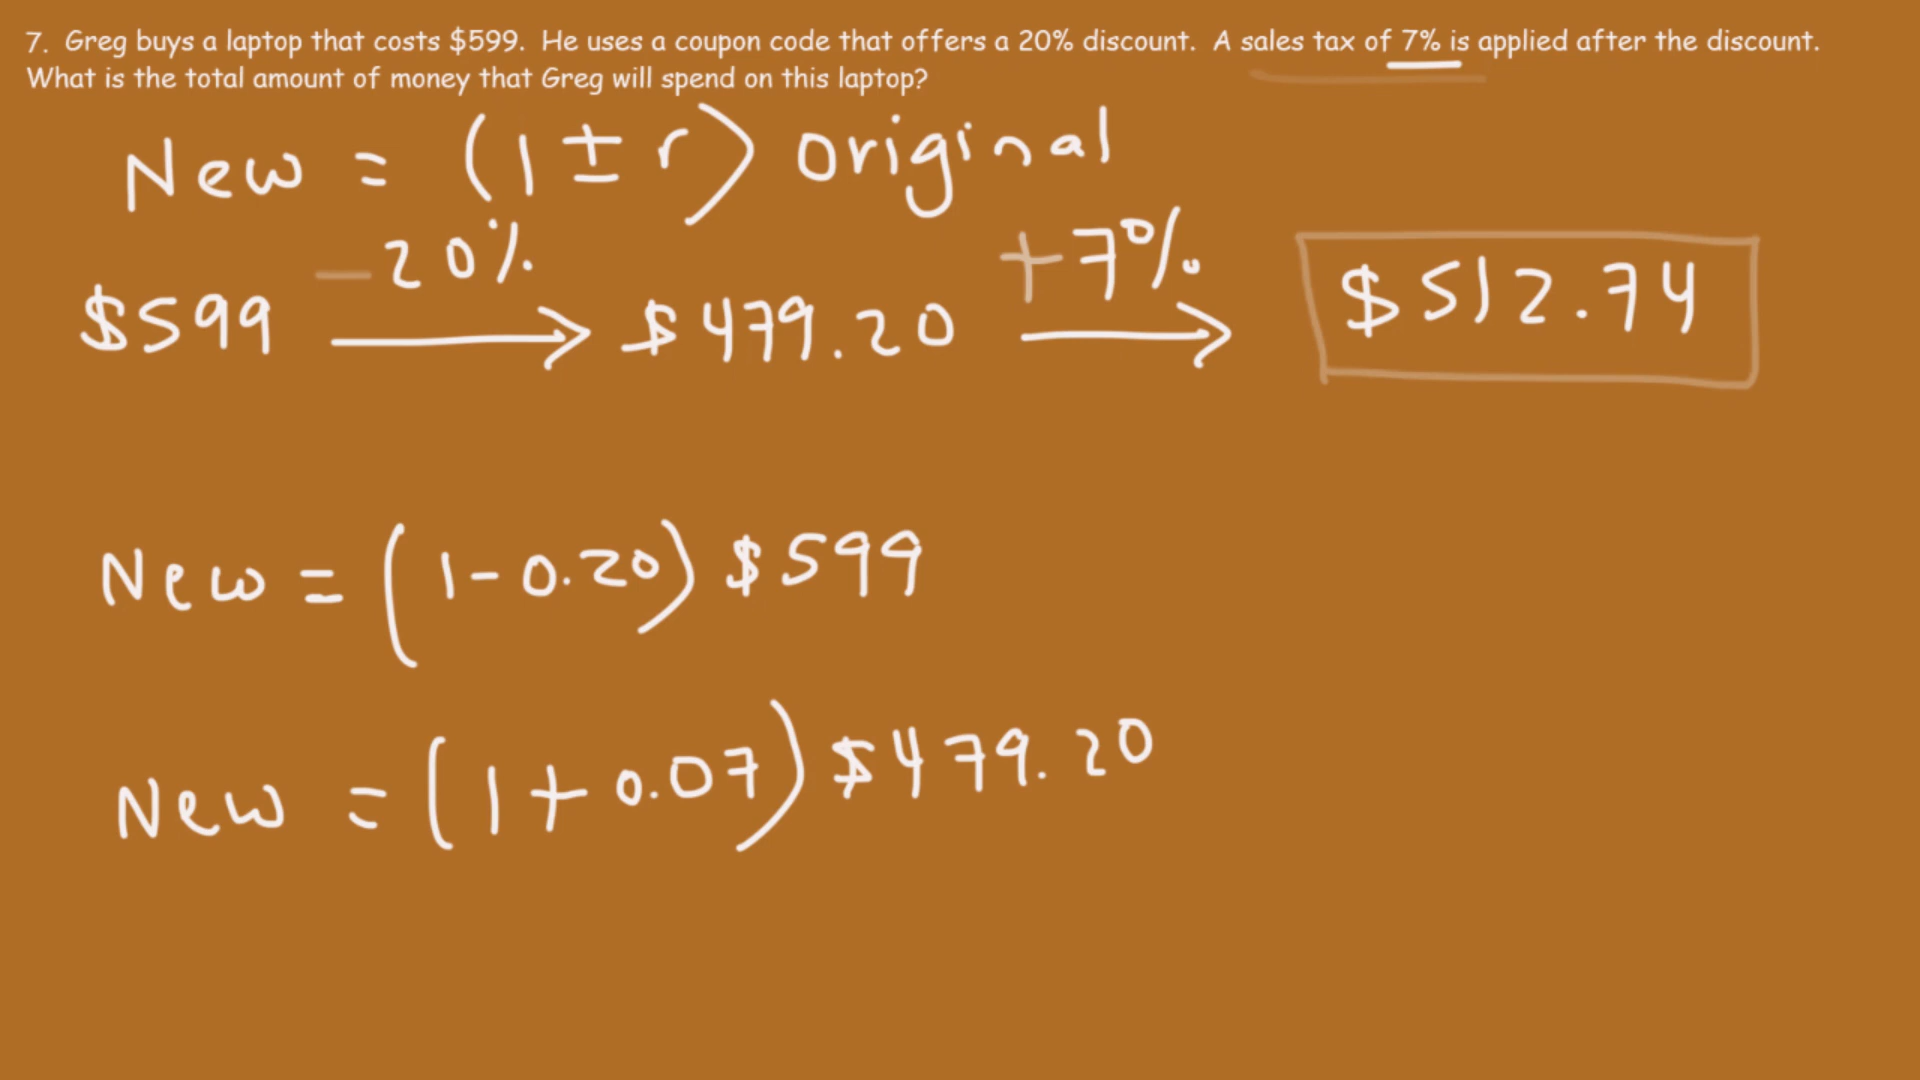 7. Greg buys a laptop that costs $599. He uses a coupon code that offers a 20% discount. A sales tax of 7% is applied after the discount.
What is the total amount of money that Greg will spend on this laptop?
New = (1 ± r) original
-20% +7%
$599 → $479.20 → $512.74
New = (1 - 0.20) $599
New = (1 + 0.07) $479.20